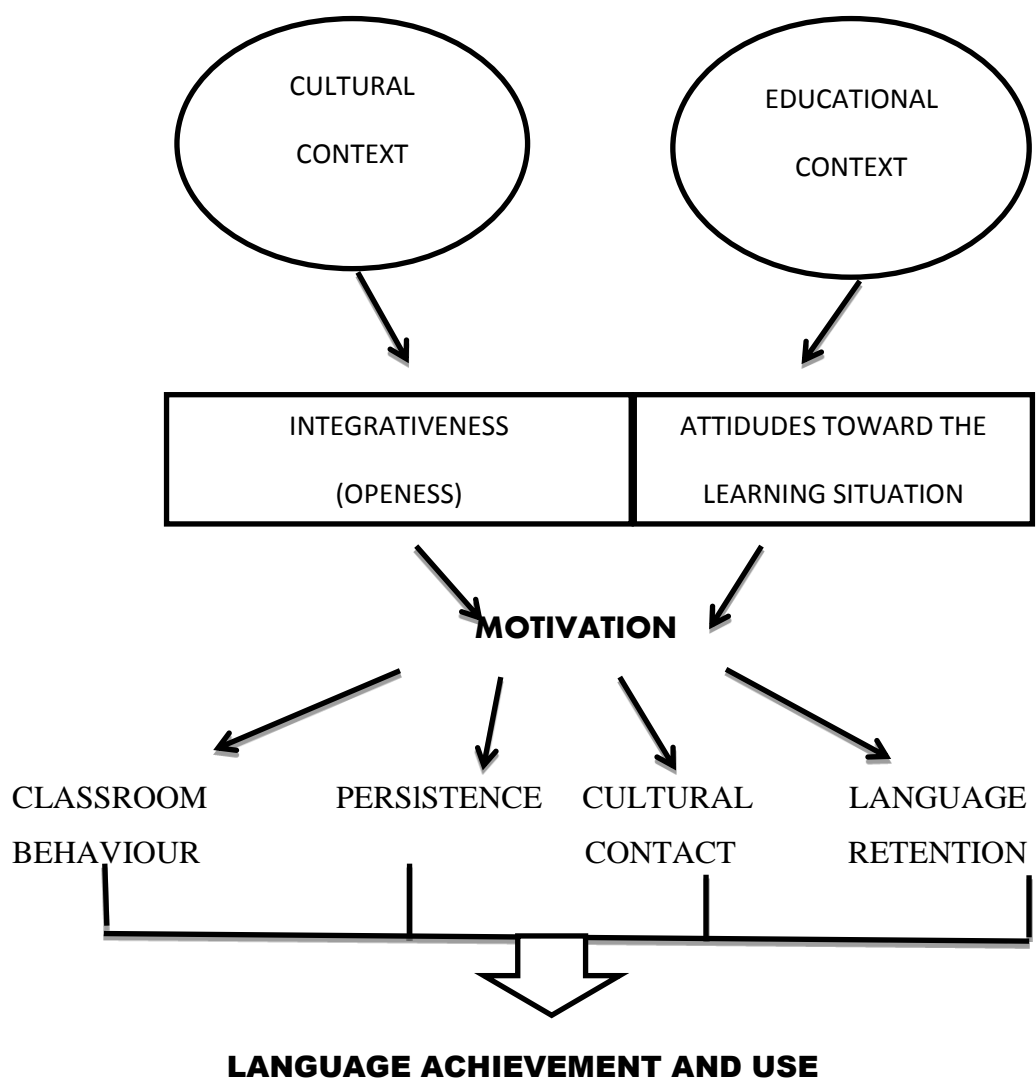 CULTURAL
CONTEXT
EDUCATIONAL
CONTEXT
INTEGRATIVENESS
(OPENESS)
ATTIDUDES TOWARD THE
LEARNING SITUATION
MOTIVATION
CLASSROOM
BEHAVIOUR
PERSISTENCE
CULTURAL
CONTACT
LANGUAGE
RETENTION
LANGUAGE ACHIEVEMENT AND USE